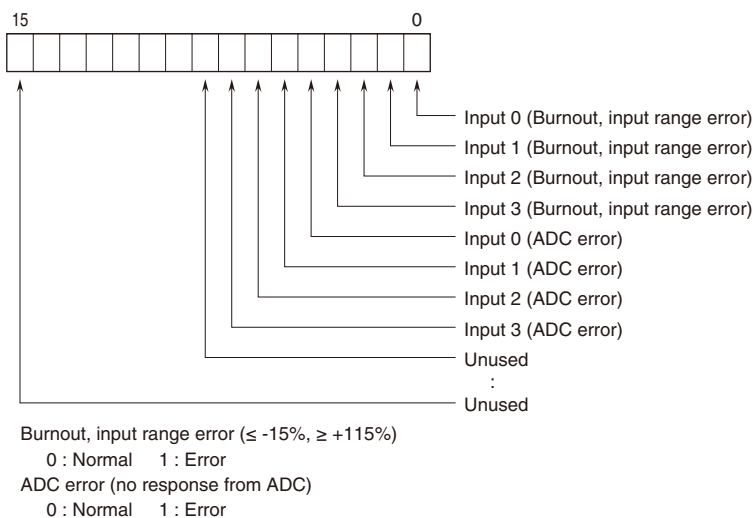 15 0
Input 0 (Burnout, input range error)
Input 1 (Burnout, input range error)
Input 2 (Burnout, input range error)
Input 3 (Burnout, input range error)
Input 0 (ADC error)
Input 1 (ADC error)
Input 2 (ADC error)
Input 3 (ADC error)
Unused
:
Unused
Burnout, input range error (≤ -15%, ≥ +115%)
0 : Normal 1 : Error
ADC error (no response from ADC)
0 : Normal 1 : Error